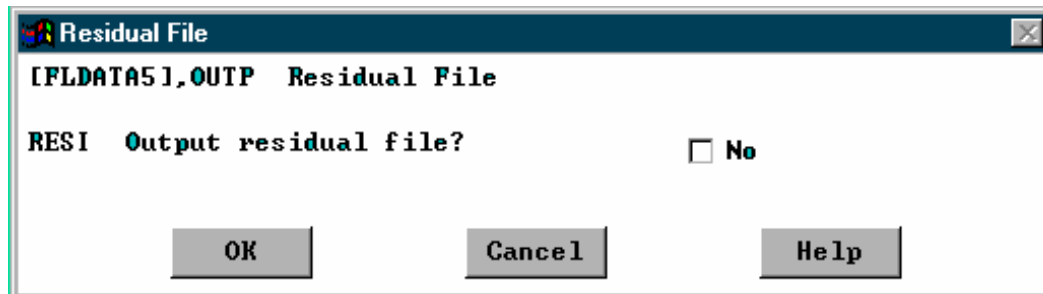 Residual File
[FLDATA5],OUTP  Residual File
RESI  Output residual file?  No
OK  Cancel  Help